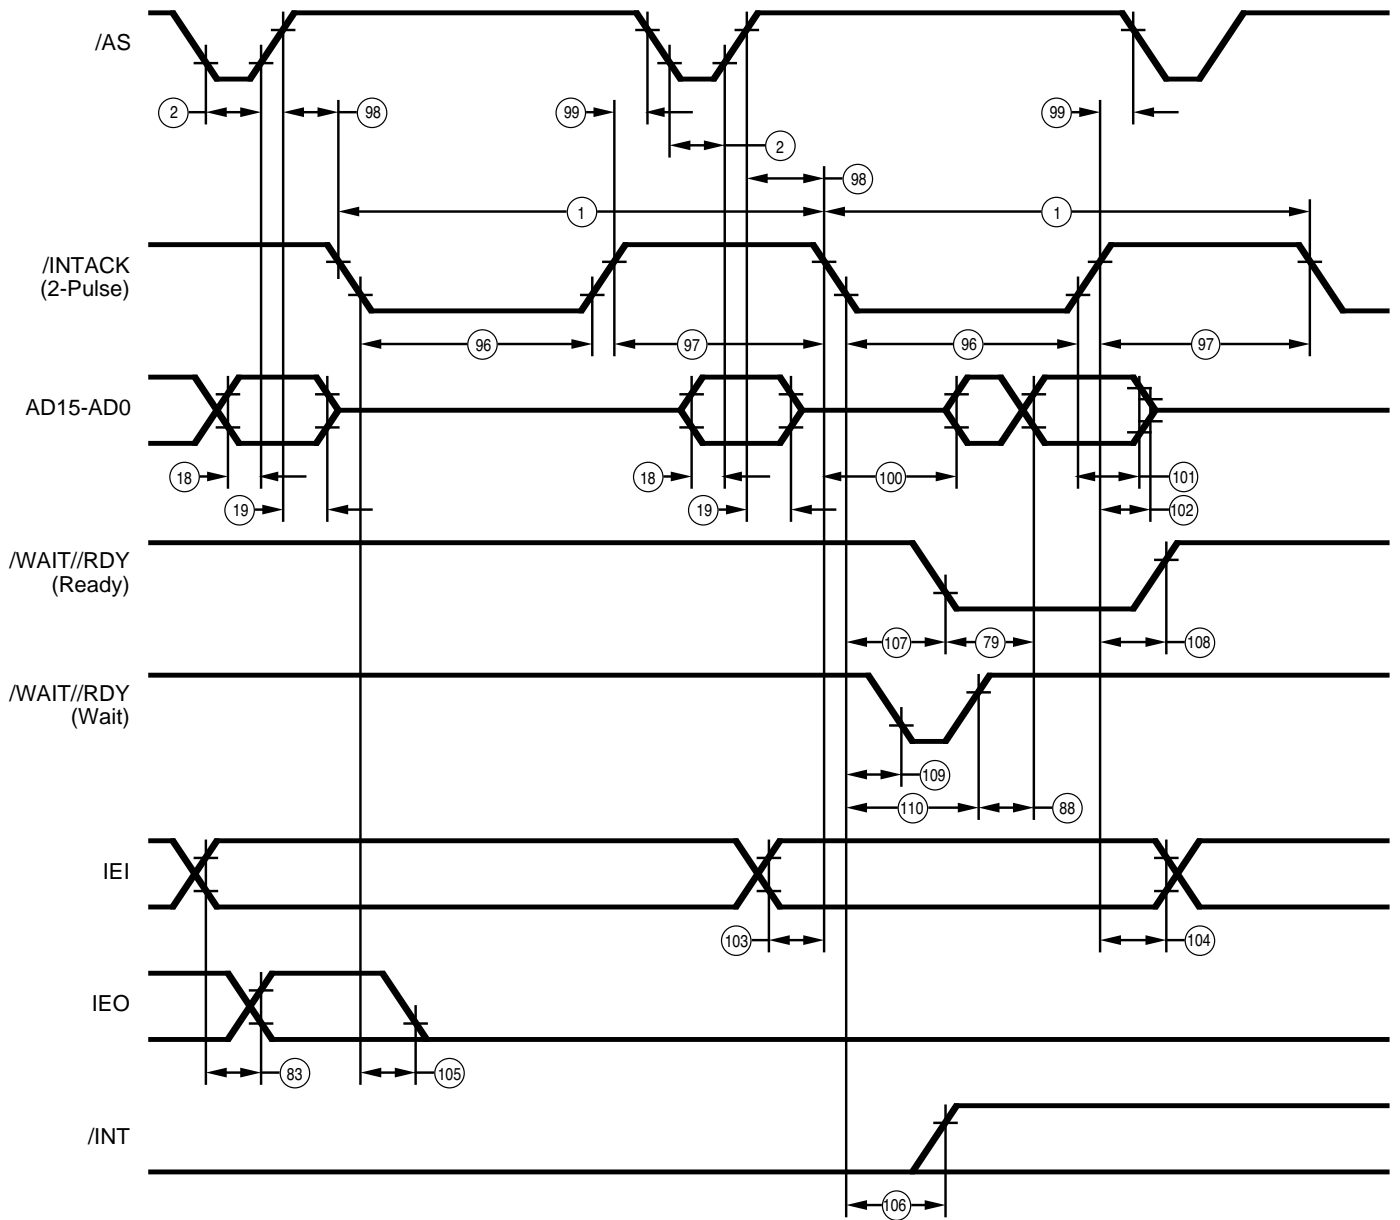 /AS
2
98
99
2
99
98
1
1
/INTACK
(2-Pulse)
96
97
96
97
AD15-AD0
18
18
100
101
19
19
102
/WAIT//RDY
(Ready)
107
79
108
/WAIT//RDY
(Wait)
109
110
88
IEI
103
104
IEO
83
105
/INT
106